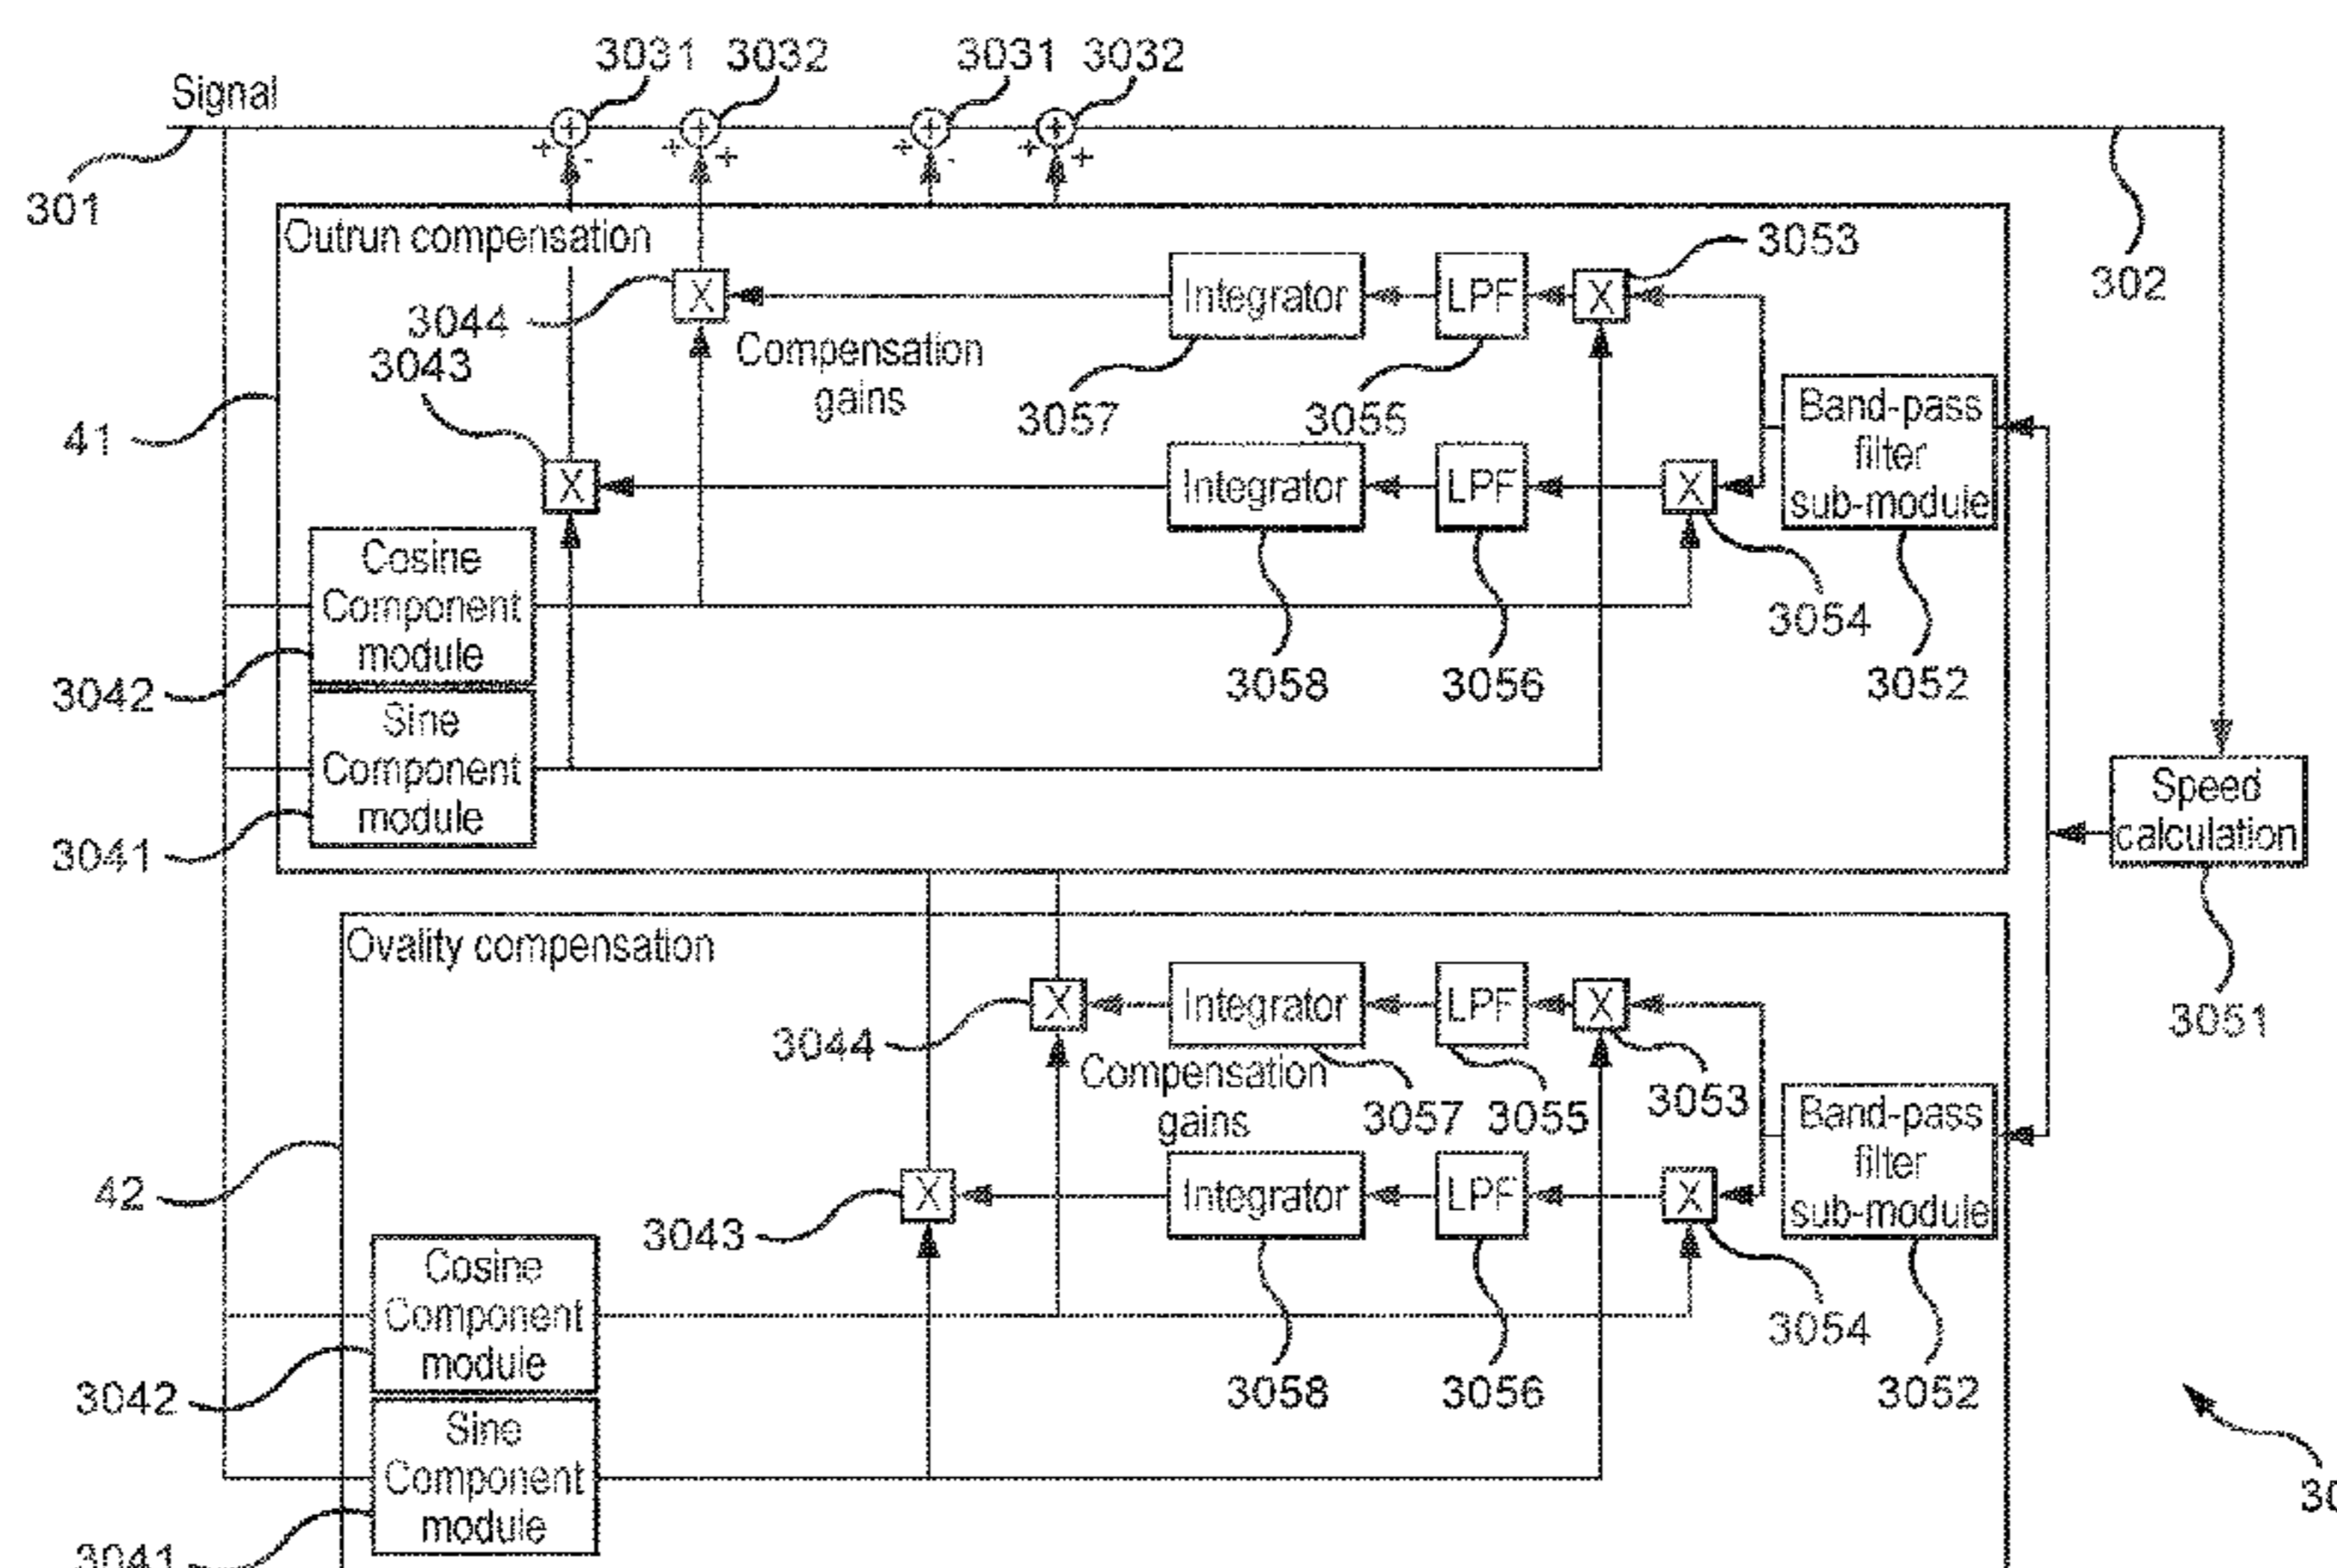 3031 3032 3031 3032
Signal
+ + + +
+ - + + + - + +
301
302
Outrun compensation
3053
3044
X
Integrator
LPF
X
Compensation
gains
3043
3057
3055
Band-pass
filter
sub-module
41
X
Integrator
LPF
X
Cosine
Component
module
3054
3042
3058
3056
3052
Sine
Component
module
3041
Speed
calculation
3051
Ovality compensation
X
Integrator
LPF
X
3044
Compensation
gains
3057
3055
3053
Band-pass
filter
sub-module
42
3043
X
Integrator
LPF
X
Cosine
Component
module
3054
3042
3058
3056
3052
Sine
Component
module
3041